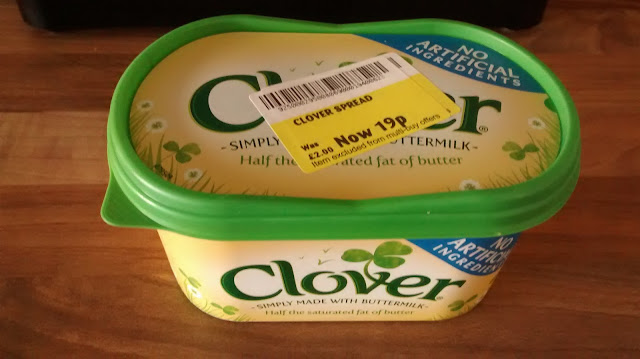 NO
ARTIFICIAL
INGREDIENTS
Clover
CLOVER SPREAD
Was
£2.00 Now 19p
Item excluded from multi-buy offers
- SIMPLY BUTTERMILK -
Half the saturated fat of butter
NO
ARTIFICIAL
INGREDIENTS
Clover
- SIMPLY MADE WITH BUTTERMILK -
Half the saturated fat of butter